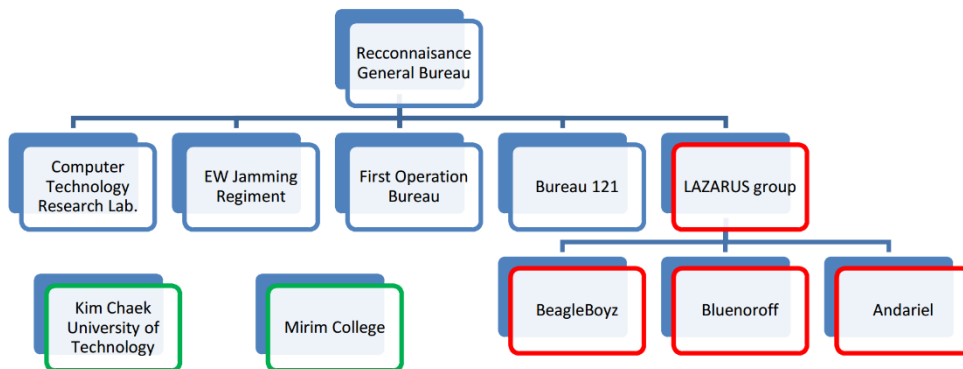 Recconnaisance
General Bureau
Computer
Technology
Research Lab.
EW Jamming
Regiment
First Operation
Bureau
Bureau 121
LAZARUS group
Kim Chaek
University of
Technology
Mirim College
BeagleBoyz
Bluenoroff
Andariel